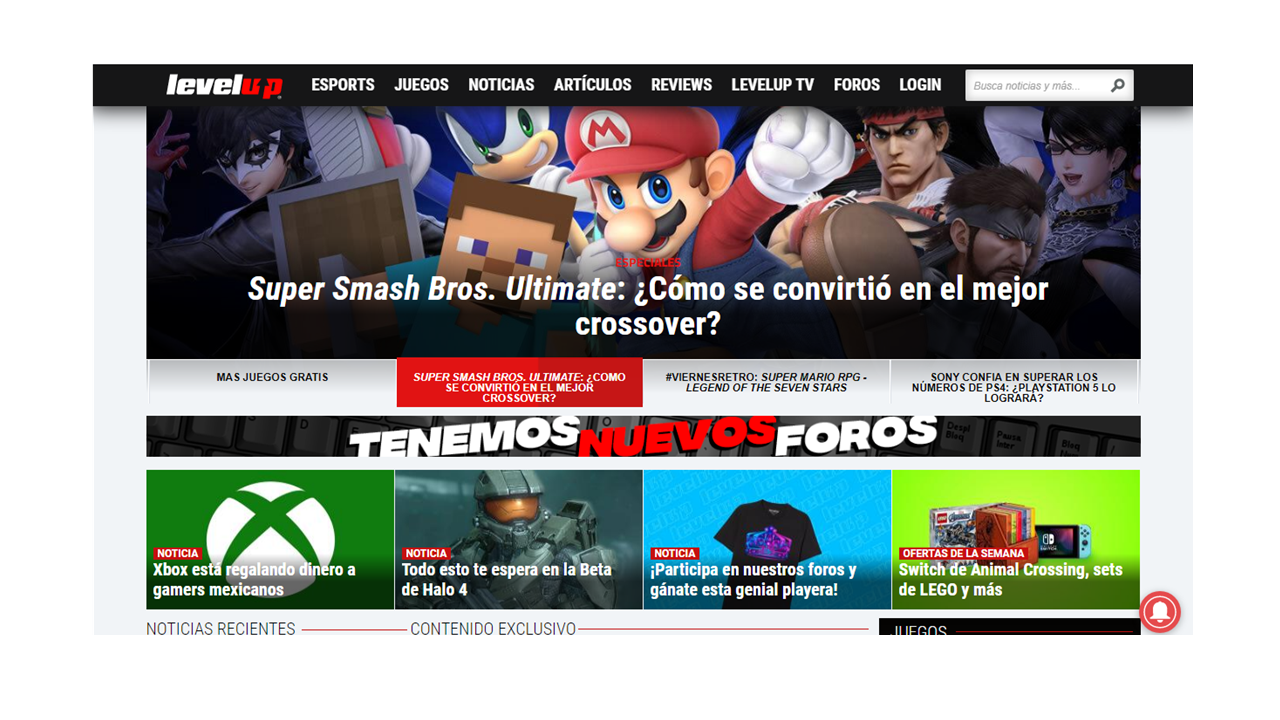 levelup
ESPORTS JUEGOS NOTICIAS ARTÍCULOS REVIEWS LEVELUP TV FOROS LOGIN
Busca noticias y más...
M
ESPECIALES
Super Smash Bros. Ultimate: ¿Cómo se convirtió en el mejor
crossover?
MAS JUEGOS GRATIS
SUPER SMASH BROS. ULTIMATE: ¿COMO
SE CONVIRTIÓ EN EL MEJOR
CROSSOVER?
#VIERNESRETRO: SUPER MARIO RPG -
LEGEND OF THE SEVEN STARS
SONY CONFIA EN SUPERAR LOS
NÚMEROS DE PS4: ¿PLAYSTATION 5 LO
LOGRARÁ?
TENEMOS NUEVOS FOROS
NOTICIA
Xbox está regalando dinero a
gamers mexicanos
NOTICIA
Todo esto te espera en la Beta
de Halo 4
NOTICIA
¡Participa en nuestros foros y
gánate esta genial playera!
OFERTAS DE LA SEMANA
Switch de Animal Crossing, sets
de LEGO y más
NOTICIAS RECIENTES
CONTENIDO EXCLUSIVO
JUEGOS